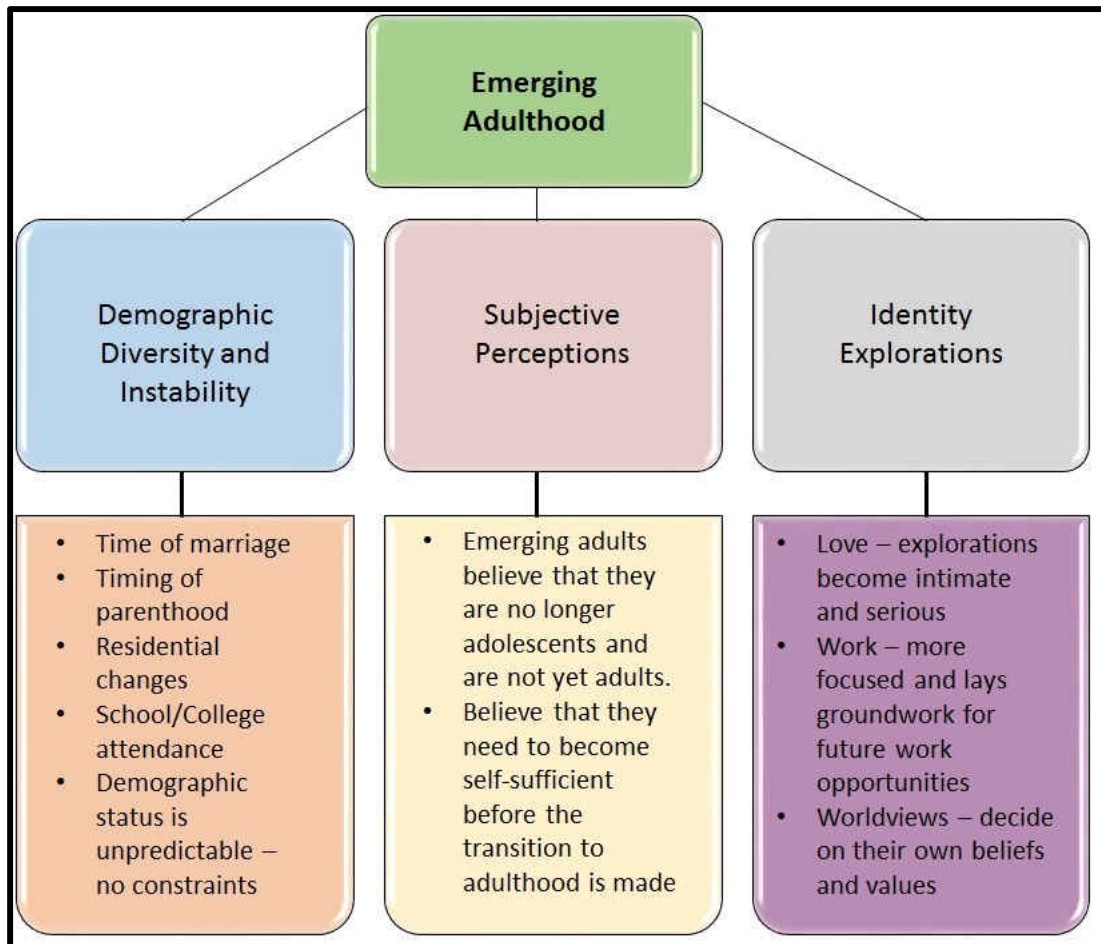 Emerging
Adulthood
Demographic
Diversity and
Instability
Subjective
Perceptions
Identity
Explorations
• Time of marriage
• Timing of
parenthood
• Residential
changes
• School/College
attendance
• Demographic
status is
unpredictable –
no constraints
• Emerging adults
believe that they
are no longer
adolescents and
are not yet adults.
• Believe that they
need to become
self-sufficient
before the
transition to
adulthood is made
• Love – explorations
become intimate
and serious
• Work – more
focused and lays
groundwork for
future work
opportunities
• Worldviews – decide
on their own beliefs
and values